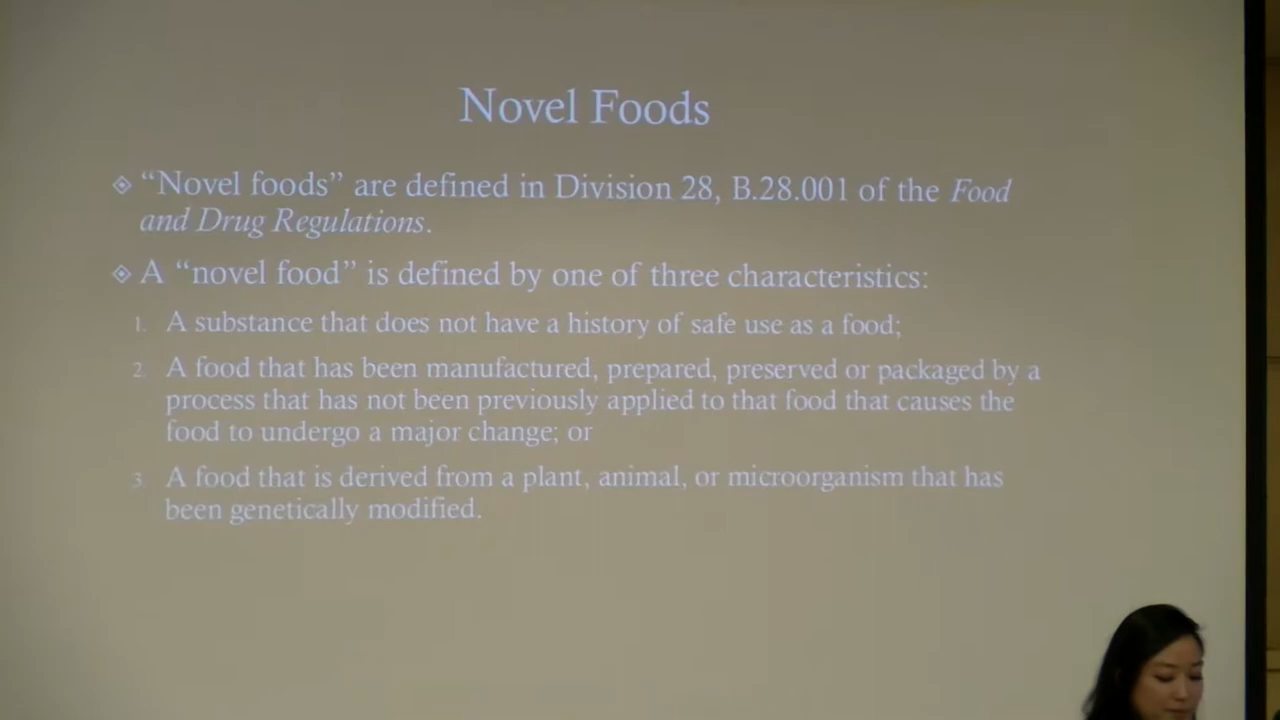 Novel Foods
◈ “Novel foods” are defined in Division 28, B.28.001 of the Food
and Drug Regulations.
◈ A “novel food” is defined by one of three characteristics:
1. A substance that does not have a history of safe use as a food;
2. A food that has been manufactured, prepared, preserved or packaged by a
process that has not been previously applied to that food that causes the
food to undergo a major change; or
3. A food that is derived from a plant, animal, or microorganism that has
been genetically modified.